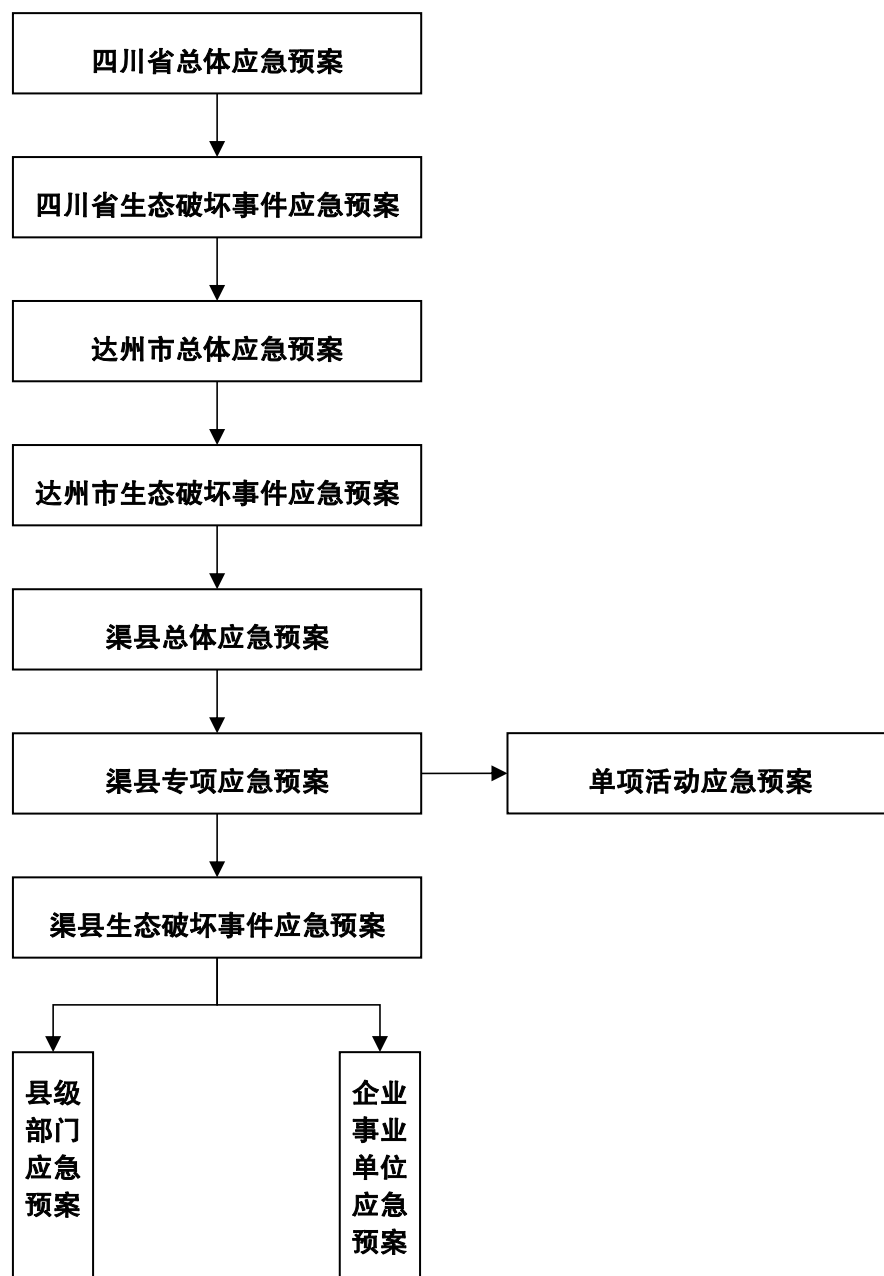 四川省总体应急预案
四川省生态破坏事件应急预案
达州市总体应急预案
达州市生态破坏事件应急预案
渠县总体应急预案
渠县专项应急预案
单项活动应急预案
渠县生态破坏事件应急预案
县级
部门
应急
预案
企业
事业
单位
应急
预案